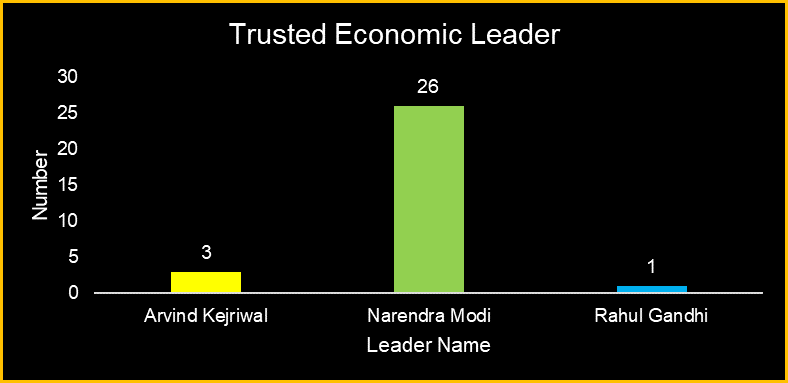 Trusted Economic Leader
30
25
20
15
10
5
0
Number
3
26
1
Arvind Kejriwal
Narendra Modi
Rahul Gandhi
Leader Name